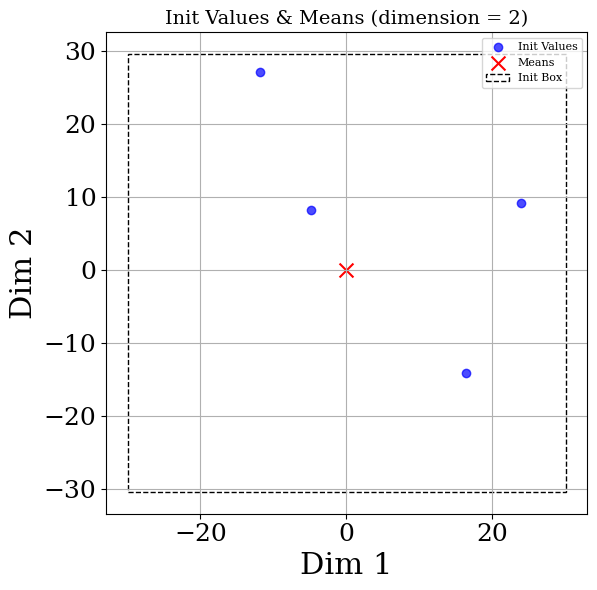 Init Values & Means (dimension = 2)
Init Values
Means
Init Box
30
20
10
0
−10
−20
−30
Dim 2
−20
0
20
Dim 1